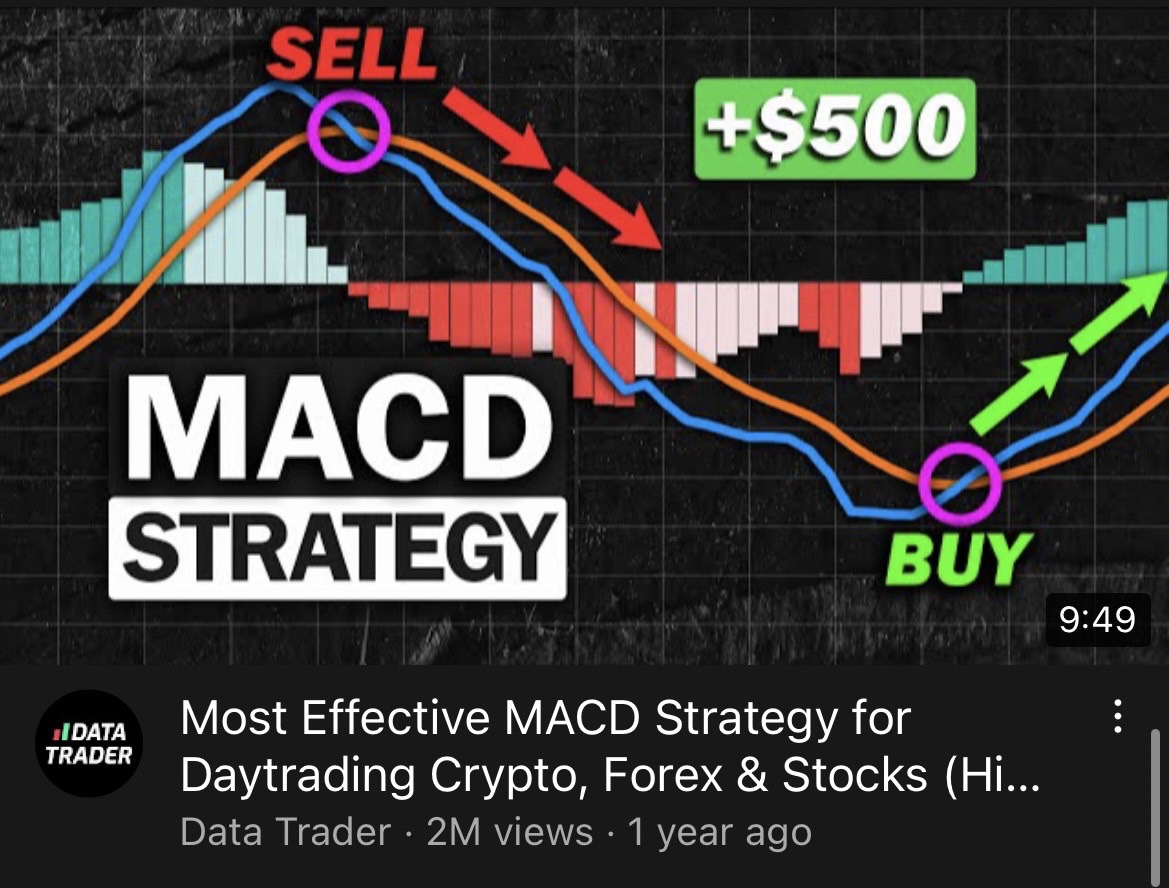 SELL
+$500
MACD
STRATEGY
BUY
9:49
DATA
TRADER
Most Effective MACD Strategy for
Daytrading Crypto, Forex & Stocks (Hi...
Data Trader · 2M views · 1 year ago